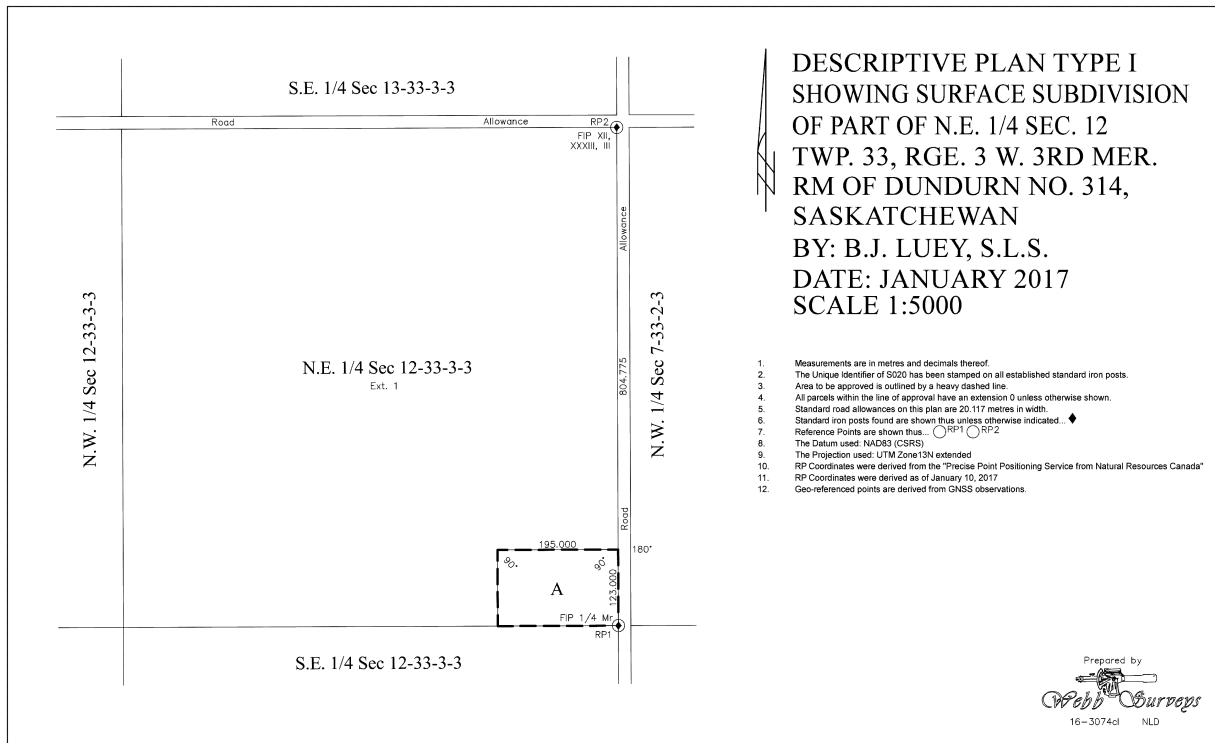 S.E. 1/4 Sec 13-33-3-3
Road Allowance RP2
FIP XII,
XXXIII, III
N.W. 1/4 Sec 12-33-3-3
N.E. 1/4 Sec 12-33-3-3
Ext. 1
Allowance
804.775
Road
N.W. 1/4 Sec 7-33-2-3
195.000
180°
90°
90°
A
123.000
FIP 1/4 Mr
RP1
S.E. 1/4 Sec 12-33-3-3
DESCRIPTIVE PLAN TYPE I
SHOWING SURFACE SUBDIVISION
OF PART OF N.E. 1/4 SEC. 12
TWP. 33, RGE. 3 W. 3RD MER.
RM OF DUNDURN NO. 314,
SASKATCHEWAN
BY: B.J. LUEY, S.L.S.
DATE: JANUARY 2017
SCALE 1:5000
1. Measurements are in metres and decimals thereof.
2. The Unique Identifier of S020 has been stamped on all established standard iron posts.
3. Area to be approved is outlined by a heavy dashed line.
4. All parcels within the line of approval have an extension 0 unless otherwise shown.
5. Standard road allowances on this plan are 20.117 metres in width.
6. Standard iron posts found are shown thus unless otherwise indicated...
7. Reference Points are shown thus... RP1 RP2
8. The Datum used: NAD83 (CSRS)
9. The Projection used: UTM Zone13N extended
10. RP Coordinates were derived from the "Precise Point Positioning Service from Natural Resources Canada"
11. RP Coordinates were derived as of January 10, 2017
12. Geo-referenced points are derived from GNSS observations.
Prepared by
Webb Surveys
16-3074cl NLD